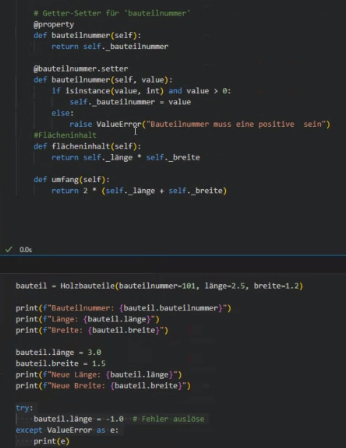 # Getter-Setter für 'bauteilnummer'
@property
def bauteilnummer(self):
return self._bauteilnummer
@bauteilnummer.setter
def bauteilnummer(self, value):
if isinstance(value, int) and value > 0:
self._bauteilnummer = value
else:
raise ValueError("Bauteilnummer muss eine positive  sein")
#Flächeninhalt
def flächeninhalt(self):
return self._länge * self._breite
def umfang(self):
return 2 * (self._länge + self._breite)
0.0s
bauteil = Holzbauteile(bauteilnummer=101, länge=2.5, breite=1.2)
print(f"Bauteilnummer: {bauteil.bauteilnummer}")
print(f"Länge: {bauteil.länge}")
print(f"Breite: {bauteil.breite}")
bauteil.länge = 3.0
bauteil.breite = 1.5
print(f"Neue Länge: {bauteil.länge}")
print(f"Neue Breite: {bauteil.breite}")
try:
bauteil.länge = -1.0  # Fehler auslöse
except ValueError as e:
print(e)